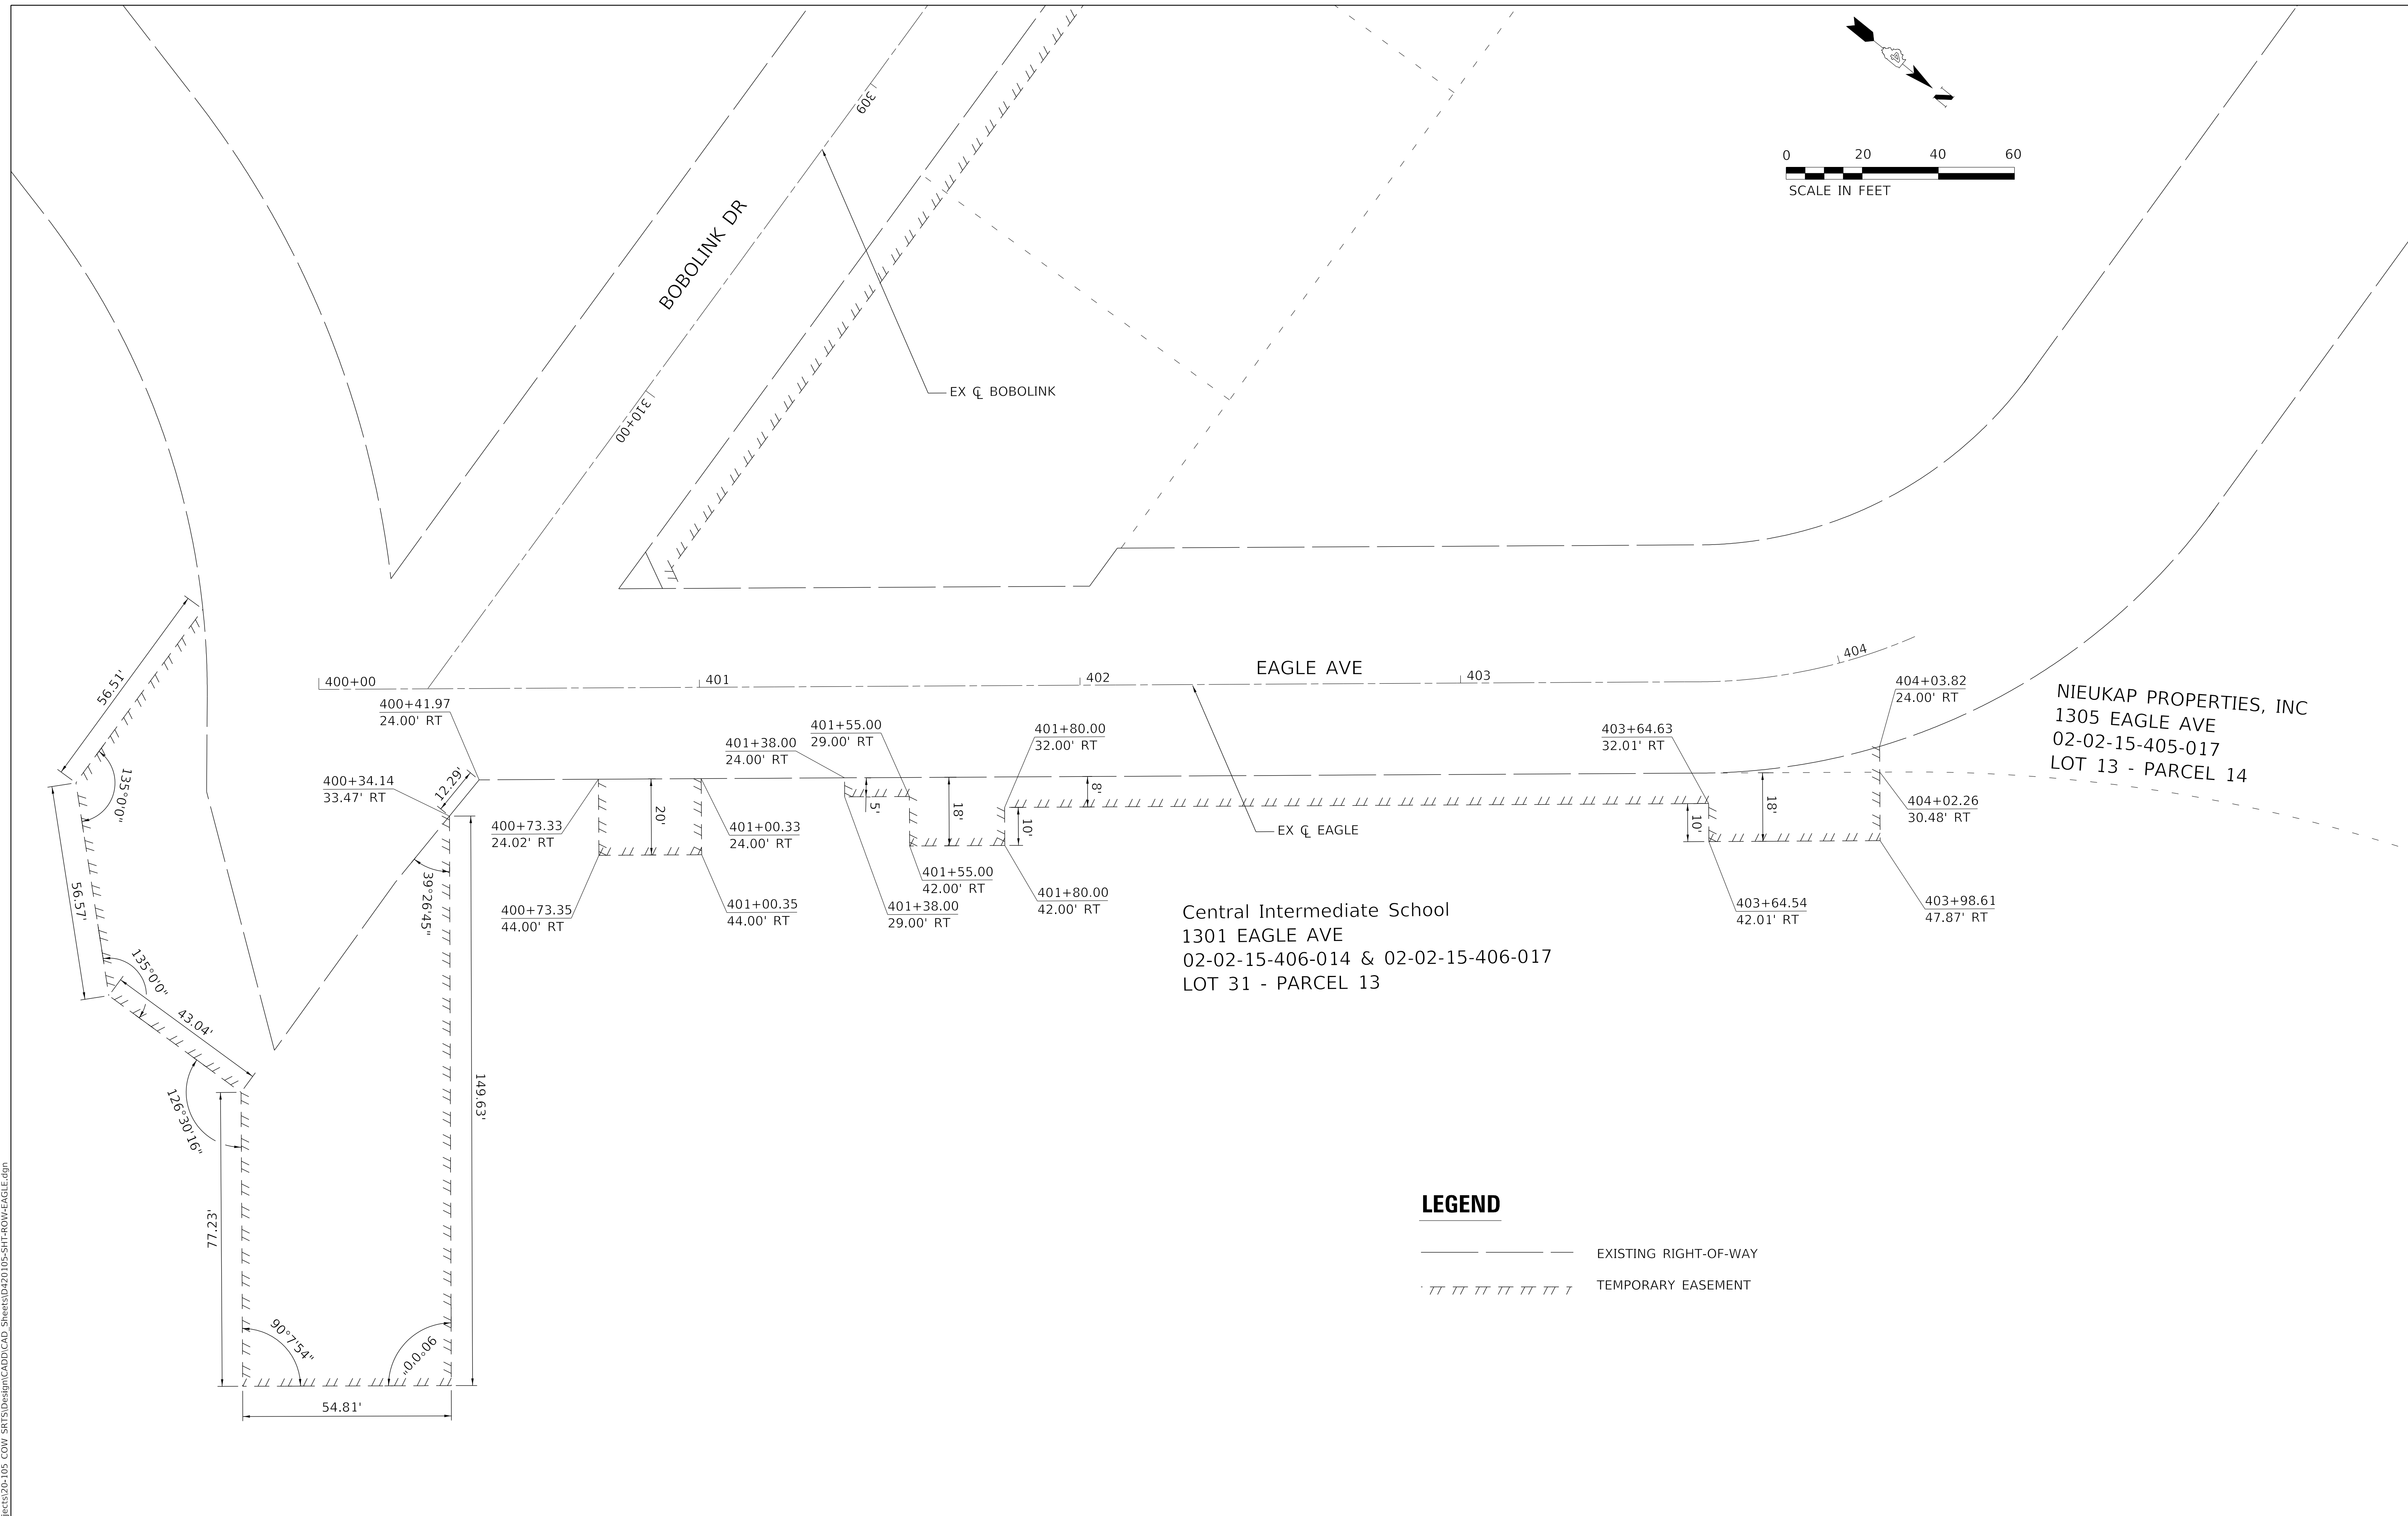 0 20 40 60
SCALE IN FEET
N
309
BOBOLINK DR
310+00
EX ℄ BOBOLINK
EAGLE AVE
400+00
401
402
403
404
56.51'
135°0'0"
56.57'
135°0'0"
43.04'
126°30'16"
77.23'
90°7'54"
54.81'
90°0'0"
149.63'
39°26'45"
12.29'
400+41.97
24.00' RT
400+34.14
33.47' RT
400+73.33
24.02' RT
400+73.35
44.00' RT
20'
401+00.33
24.00' RT
401+00.35
44.00' RT
401+38.00
24.00' RT
401+55.00
29.00' RT
5'
18'
10'
8'
401+80.00
32.00' RT
401+55.00
42.00' RT
401+38.00
29.00' RT
401+80.00
42.00' RT
EX ℄ EAGLE
403+64.63
32.01' RT
10'
18'
403+64.54
42.01' RT
404+03.82
24.00' RT
404+02.26
30.48' RT
403+98.61
47.87' RT
NIEUKAP PROPERTIES, INC
1305 EAGLE AVE
02-02-15-405-017
LOT 13 - PARCEL 14
Central Intermediate School
1301 EAGLE AVE
02-02-15-406-014 & 02-02-15-406-017
LOT 31 - PARCEL 13
LEGEND
EXISTING RIGHT-OF-WAY
TEMPORARY EASEMENT
jects\20-105 COW SRTS\Design\CADD\CAD_Sheets\D420105-SHT-ROW-EAGLE.dgn